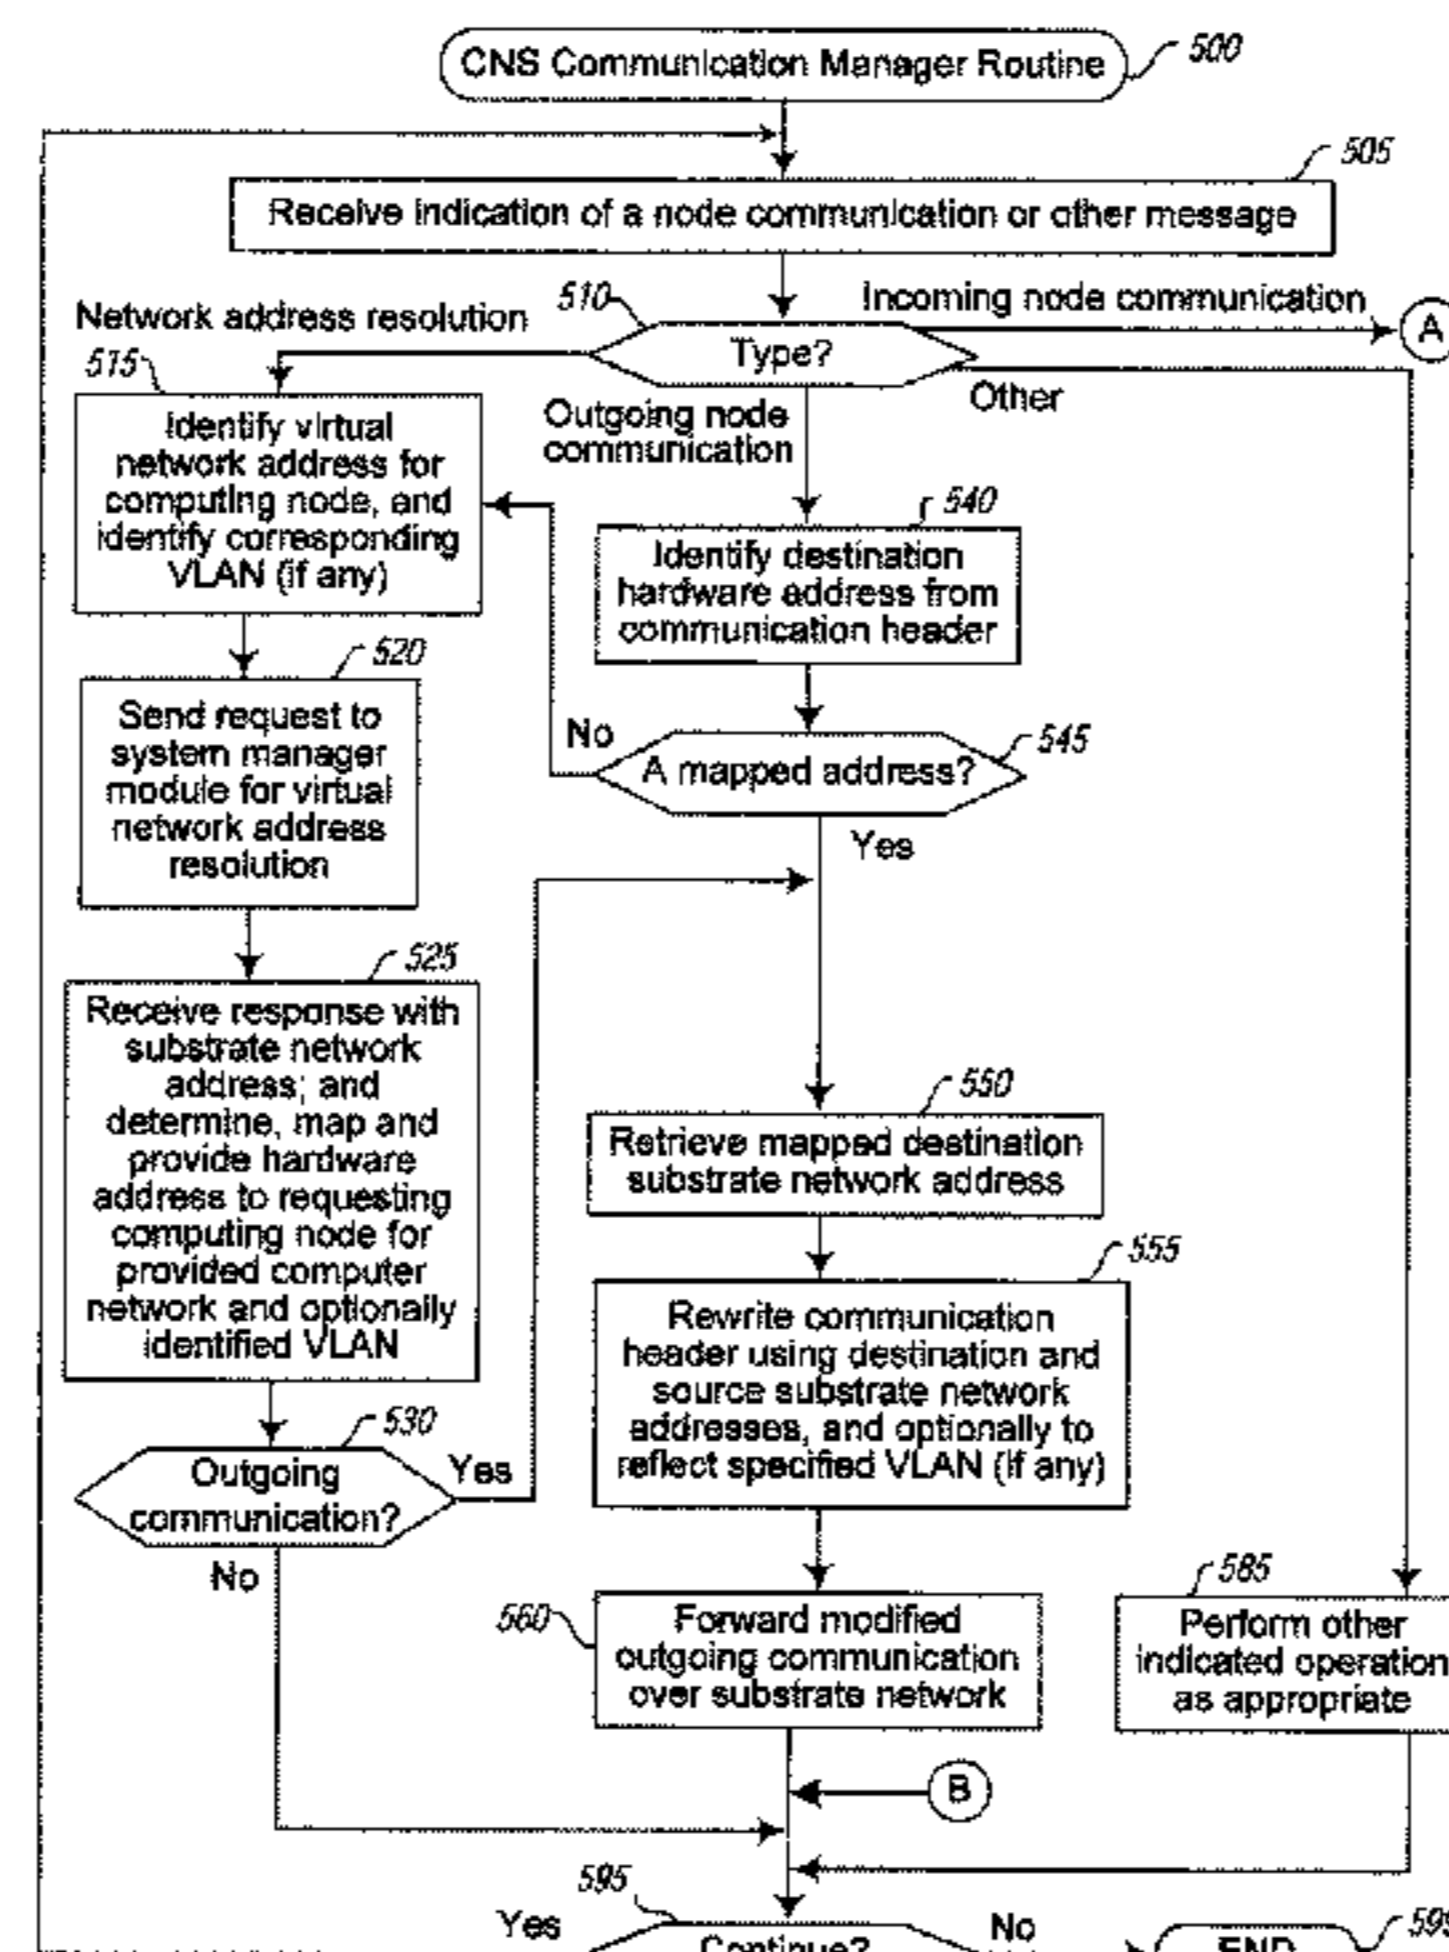 CNS Communication Manager Routine
500
505
Receive indication of a node communication or other message
510
Incoming node communication
A
Network address resolution
Type?
Other
515
Identify virtual
network address for
computing node, and
identify corresponding
VLAN (if any)
Outgoing node
communication
540
Identify destination
hardware address from
communication header
520
Send request to
system manager
module for virtual
network address
resolution
No
545
A mapped address?
Yes
525
Receive response with
substrate network
address; and
determine, map and
provide hardware
address to requesting
computing node for
provided computer
network and optionally
identified VLAN
550
Retrieve mapped destination
substrate network address
555
Rewrite communication
header using destination and
source substrate network
addresses, and optionally to
reflect specified VLAN (if any)
530
Outgoing
communication?
Yes
No
560
Forward modified
outgoing communication
over substrate network
585
Perform other
indicated operation
as appropriate
B
595
Yes
Continue?
No
END
599